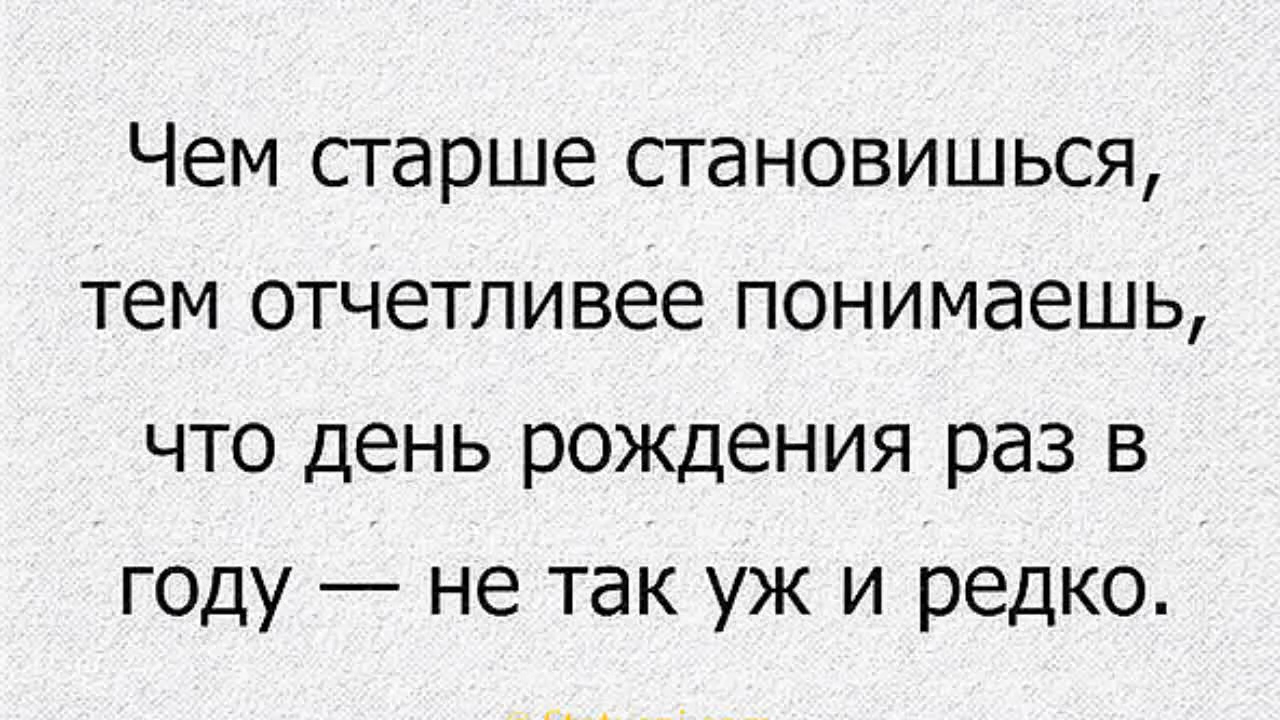 Чем старше становишься,
тем отчетливее понимаешь,
что день рождения раз в
году — не так уж и редко.